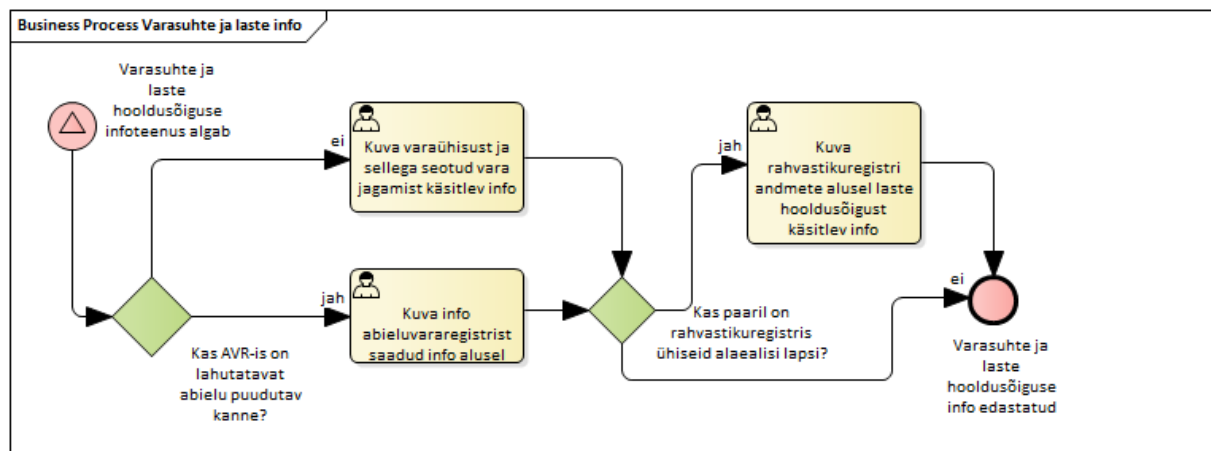 Business Process Varasuhte ja laste info
Varasuhte ja
laste
hooldusõiguse
infoteenus algab
ei
Kuva varaühisust ja
sellega seotud vara
jagamist käsitlev info
jah
Kuva
rahvastikuregistri
andmete alusel laste
hooldusõigust
käsitlev info
Kas AVR-is on
lahutatavat
abielu puudutav
kanne?
jah
Kuva info
abieluvararegistrist
saadud info alusel
Kas paaril on
rahvastikuregistris
ühiseid alaealisi lapsi?
ei
Varasuhte ja
laste
hooldusõiguse
info edastatud